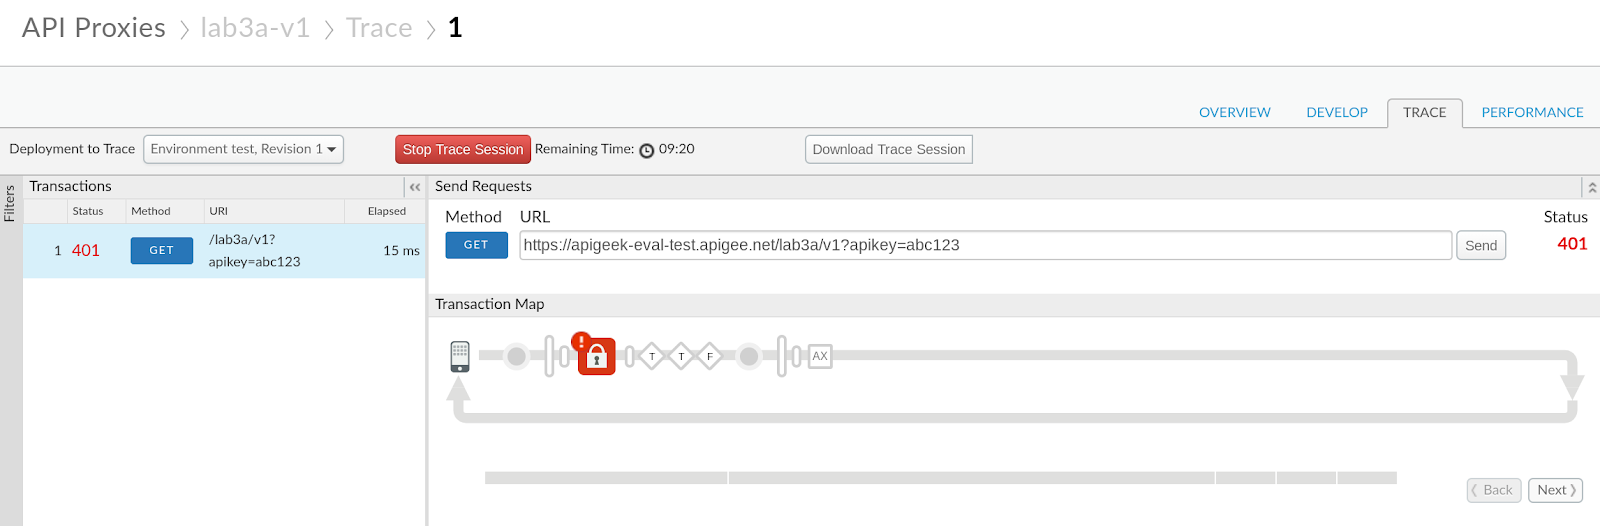 API Proxies > lab3a-v1 > Trace > 1
OVERVIEW DEVELOP TRACE PERFORMANCE
Deployment to Trace Environment test, Revision 1 Stop Trace Session Remaining Time: 09:20 Download Trace Session
Filters
Transactions «
Status Method URI Elapsed
1 401 GET /lab3a/v1?
apikey=abc123 15 ms
Send Requests
Method URL Status
GET https://apigeek-eval-test.apigee.net/lab3a/v1?apikey=abc123 Send 401
Transaction Map
! T T F AX
❬ Back Next ❭